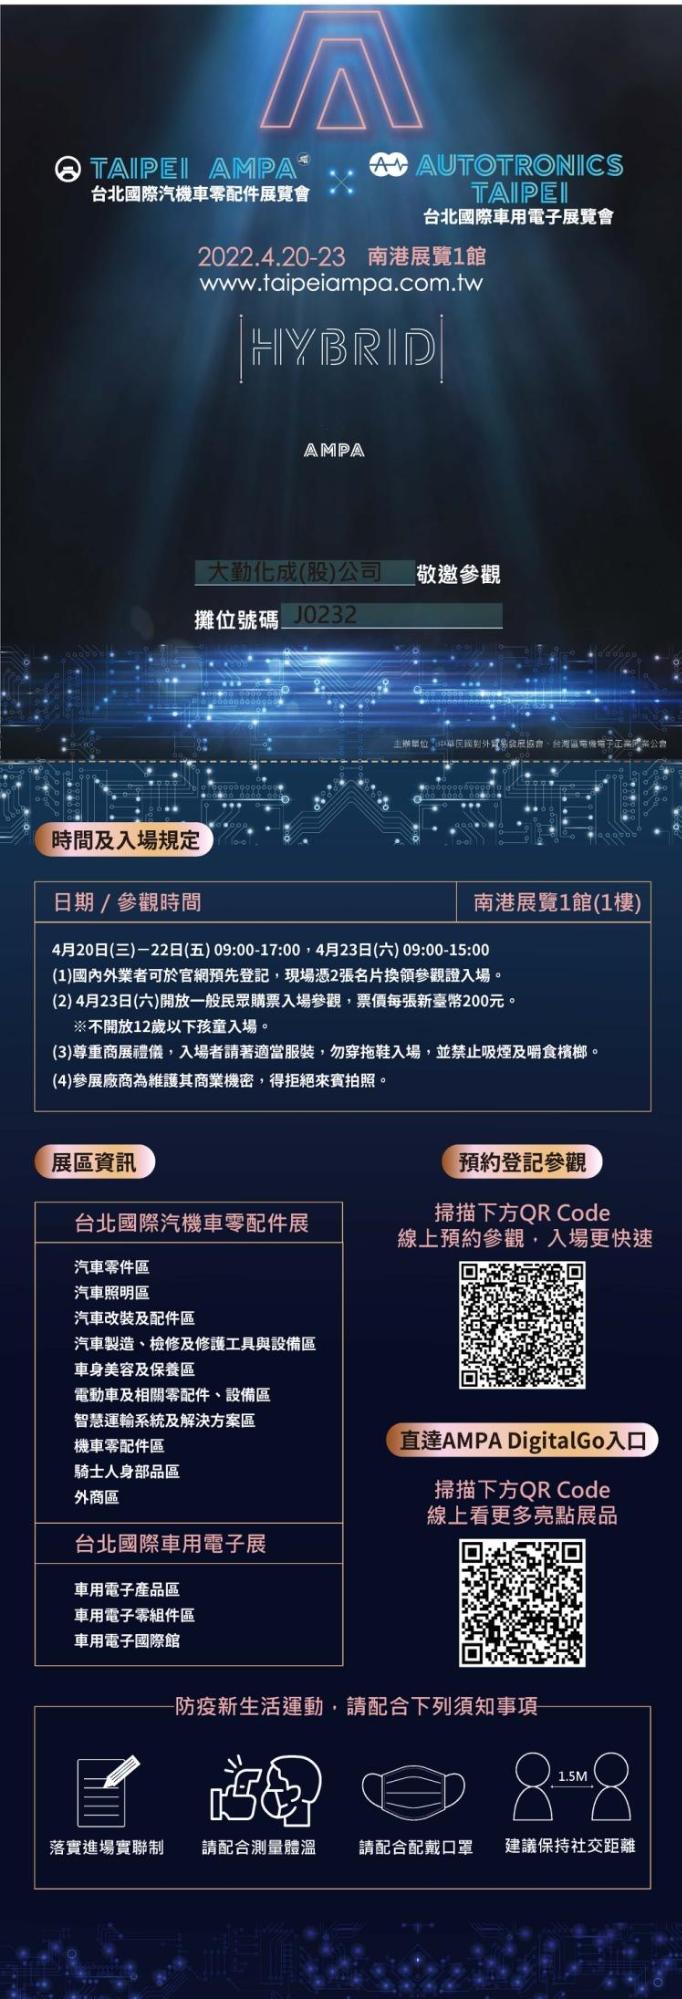 TAIPEI AMPA
台北國際汽機車零配件展覽會
AUTOTRONICS
TAIPEI
台北國際車用電子展覽會
2022.4.20-23 南港展覽1館
www.taipeiampa.com.tw
HYBRID
AMPA
大勤化成(股)公司 敬邀參觀
攤位號碼 J0232
主辦單位：中華民國對外貿易發展協會、台灣區電機電子工業同業公會
時間及入場規定
日期 / 參觀時間
南港展覽1館(1樓)
4月20日(三)－22日(五) 09:00-17:00，4月23日(六) 09:00-15:00
(1)國內外業者可於官網預先登記，現場憑2張名片換領參觀證入場。
(2) 4月23日(六)開放一般民眾購票入場參觀，票價每張新臺幣200元。
※不開放12歲以下孩童入場。
(3)尊重商展禮儀，入場者請著適當服裝，勿穿拖鞋入場，並禁止吸煙及嚼食檳榔。
(4)參展廠商為維護其商業機密，得拒絕來賓拍照。
展區資訊
台北國際汽機車零配件展
汽車零件區
汽車照明區
汽車改裝及配件區
汽車製造、檢修及修護工具與設備區
車身美容及保養區
電動車及相關零配件、設備區
智慧運輸系統及解決方案區
機車零配件區
騎士人身部品區
外商區
台北國際車用電子展
車用電子產品區
車用電子零組件區
車用電子國際館
預約登記參觀
掃描下方QR Code
線上預約參觀，入場更快速
直達AMPA DigitalGo入口
掃描下方QR Code
線上看更多亮點展品
防疫新生活運動，請配合下列須知事項
落實進場實聯制
請配合測量體溫
請配合配戴口罩
1.5M
建議保持社交距離